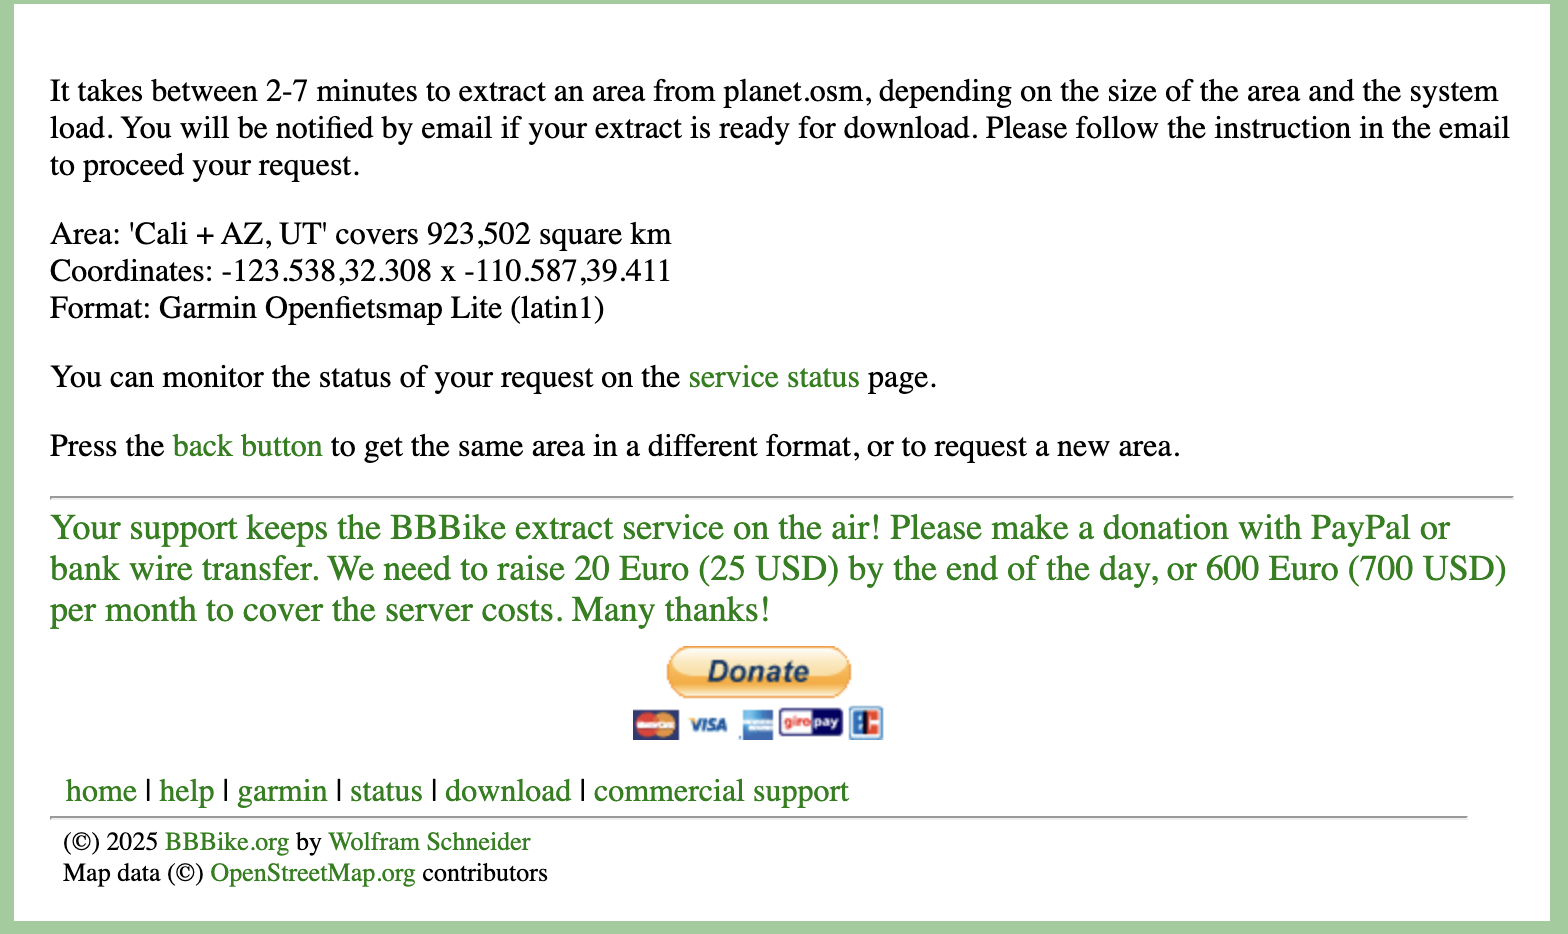 It takes between 2-7 minutes to extract an area from planet.osm, depending on the size of the area and the system
load. You will be notified by email if your extract is ready for download. Please follow the instruction in the email
to proceed your request.
Area: 'Cali + AZ, UT' covers 923,502 square km
Coordinates: -123.538,32.308 x -110.587,39.411
Format: Garmin Openfietsmap Lite (latin1)
You can monitor the status of your request on the service status page.
Press the back button to get the same area in a different format, or to request a new area.
Your support keeps the BBBike extract service on the air! Please make a donation with PayPal or
bank wire transfer. We need to raise 20 Euro (25 USD) by the end of the day, or 600 Euro (700 USD)
per month to cover the server costs. Many thanks!
Donate
VISA giro pay
home | help | garmin | status | download | commercial support
(©) 2025 BBBike.org by Wolfram Schneider
Map data (©) OpenStreetMap.org contributors